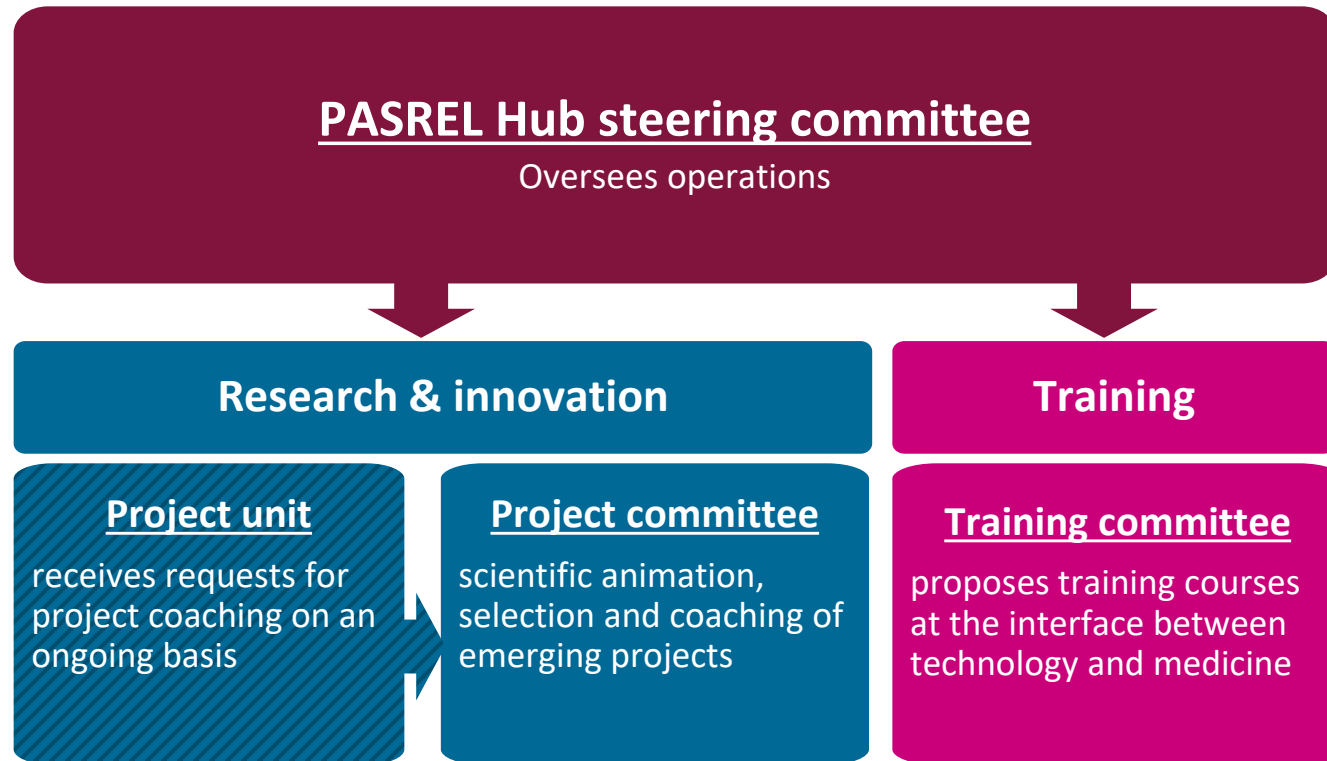 PASREL Hub steering committee
Oversees operations
Research & innovation
Training
Project unit
receives requests for
project coaching on an
ongoing basis
Project committee
scientific animation,
selection and coaching of
emerging projects
Training committee
proposes training courses
at the interface between
technology and medicine